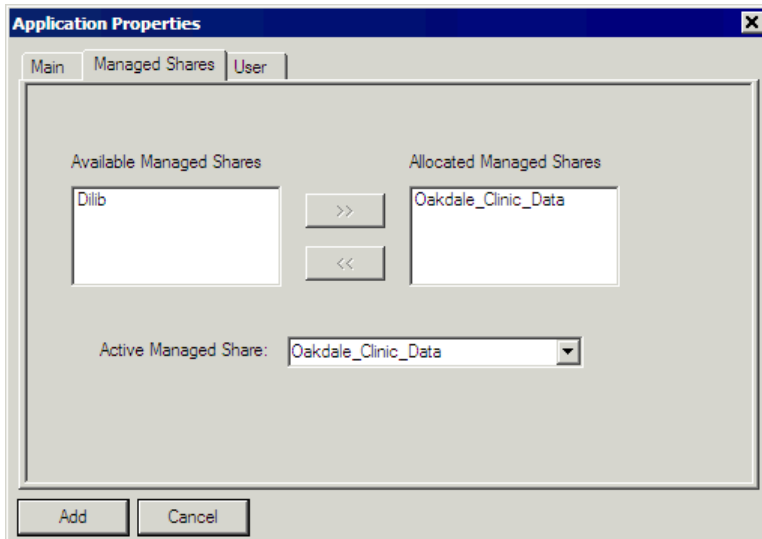 Application Properties
Main Managed Shares User
Available Managed Shares Allocated Managed Shares
Dilib Oakdale_Clinic_Data
>>
<<
Active Managed Share: Oakdale_Clinic_Data
Add Cancel